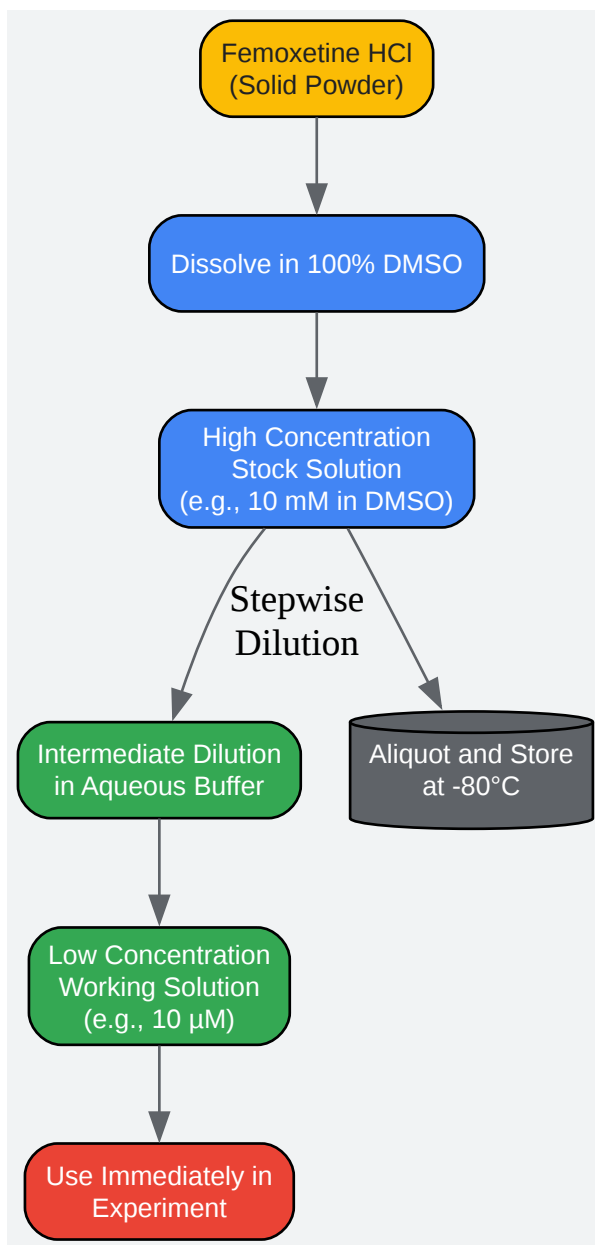 Femoxetine HCl
(Solid Powder)
Dissolve in 100% DMSO
High Concentration
Stock Solution
(e.g., 10 mM in DMSO)
Stepwise
Dilution
Intermediate Dilution
in Aqueous Buffer
Aliquot and Store
at -80°C
Low Concentration
Working Solution
(e.g., 10 µM)
Use Immediately in
Experiment